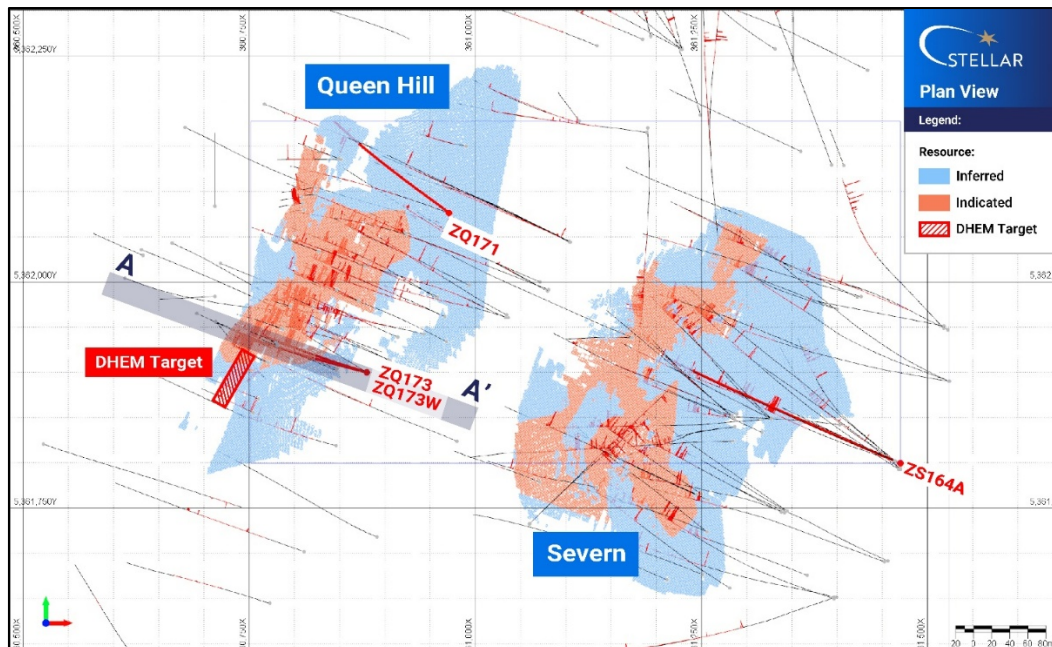 360,500X
360,750X
361,000X
361,250X
5,362,250Y
Queen Hill
STELLAR
Plan View
Legend:
Resource:
Inferred
Indicated
DHEM Target
ZQ171
5,362,000Y
A
DHEM Target
ZQ173
ZQ173W
A'
ZS164A
5,361,750Y
Severn
20 0 20 40 60 80m